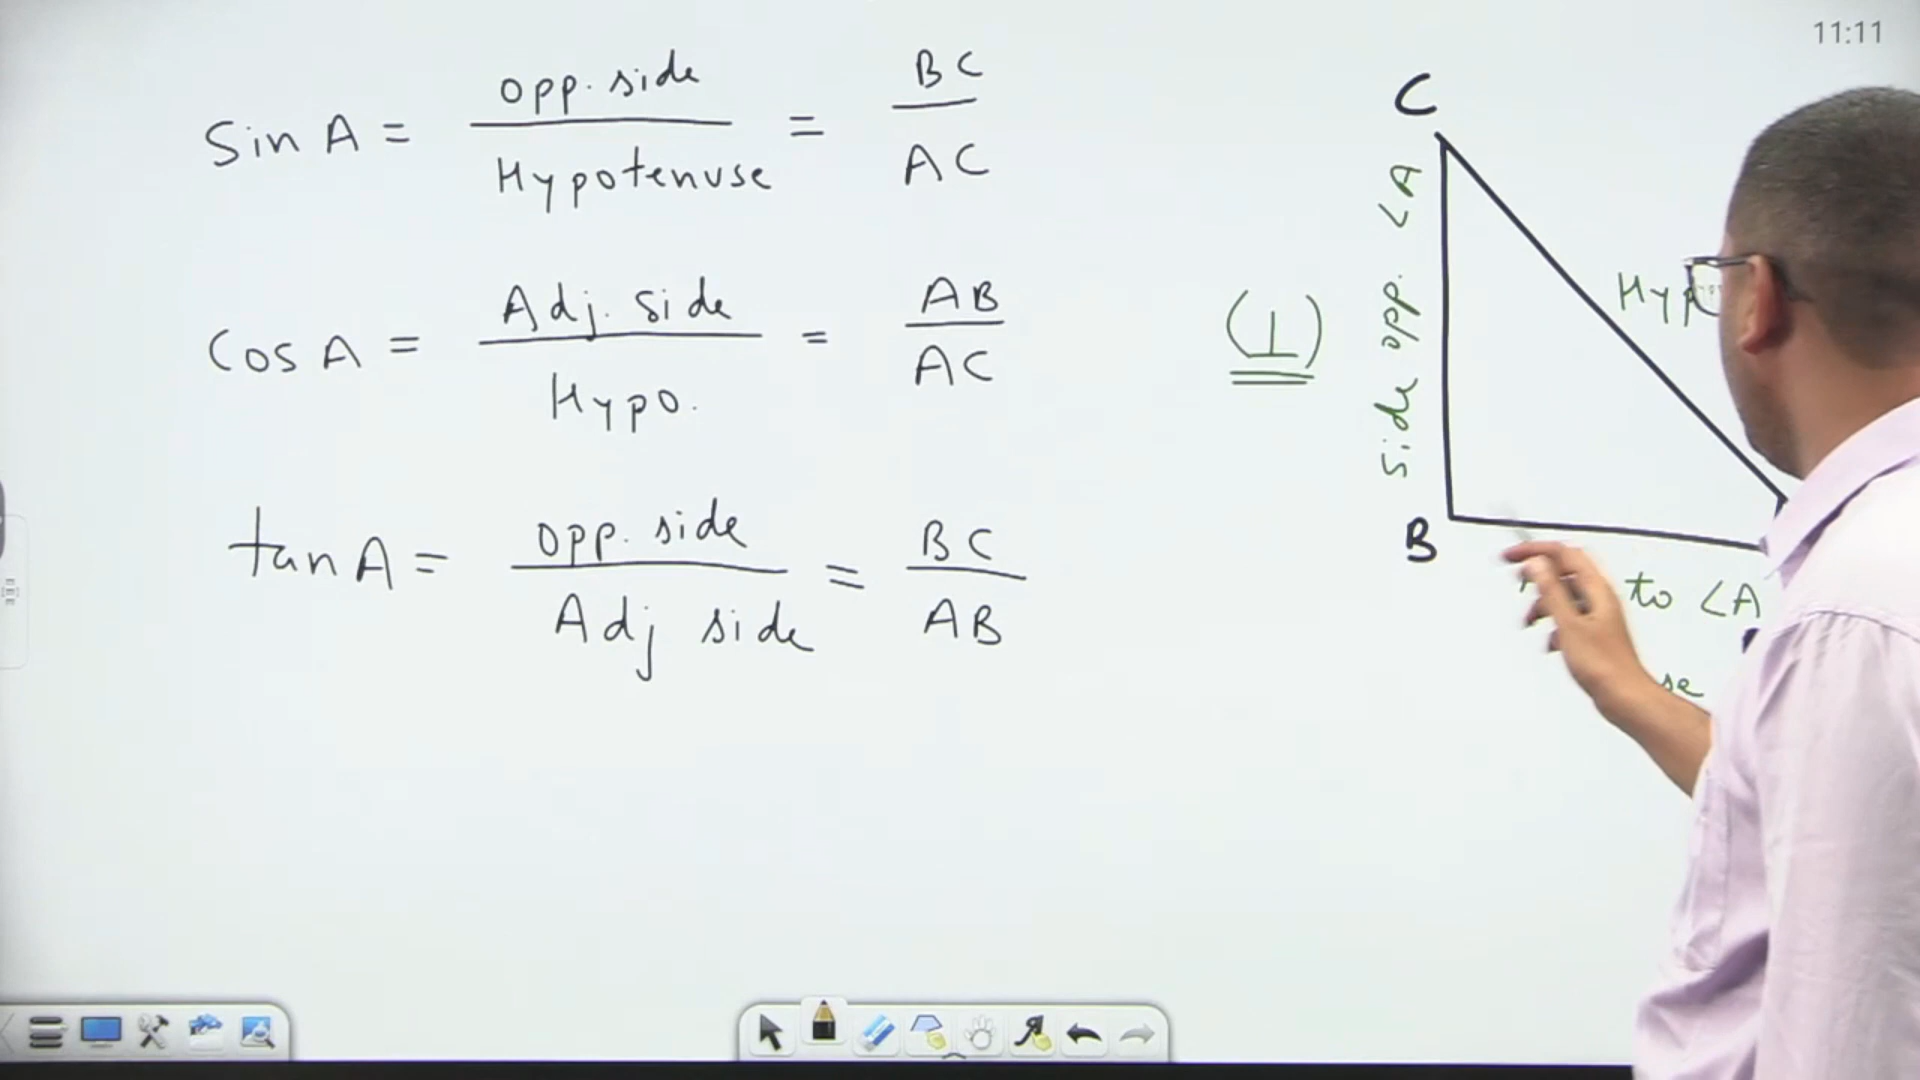 11:11
Sin A = opp. side / Hypotenuse = BC / AC
Cos A = Adj. side / Hypo. = AB / AC
tan A = opp. side / Adj side = BC / AB
C
side opp. ∠A
(⊥)
B
to ∠A